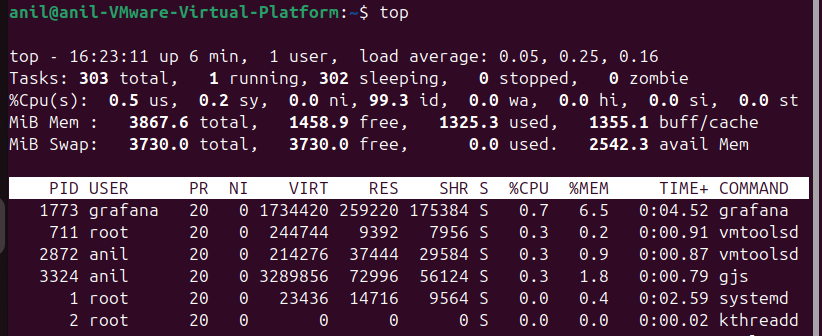 anil@anil-VMware-Virtual-Platform:~$ top
top - 16:23:11 up 6 min,  1 user,  load average: 0.05, 0.25, 0.16
Tasks: 303 total,   1 running, 302 sleeping,   0 stopped,   0 zombie
%Cpu(s):  0.5 us,  0.2 sy,  0.0 ni, 99.3 id,  0.0 wa,  0.0 hi,  0.0 si,  0.0 st
MiB Mem :   3867.6 total,   1458.9 free,   1325.3 used,   1355.1 buff/cache
MiB Swap:   3730.0 total,   3730.0 free,      0.0 used.   2542.3 avail Mem
PID USER      PR  NI    VIRT    RES    SHR S  %CPU  %MEM     TIME+ COMMAND
1773 grafana   20   0 1734420 259220 175384 S   0.7   6.5   0:04.52 grafana
711 root      20   0  244744   9392   7956 S   0.3   0.2   0:00.91 vmtoolsd
2872 anil      20   0  214276  37444  29584 S   0.3   0.9   0:00.87 vmtoolsd
3324 anil      20   0 3289856  72996  56124 S   0.3   1.8   0:00.79 gjs
1 root      20   0   23436  14716   9564 S   0.0   0.4   0:02.59 systemd
2 root      20   0       0      0      0 S   0.0   0.0   0:00.02 kthreadd